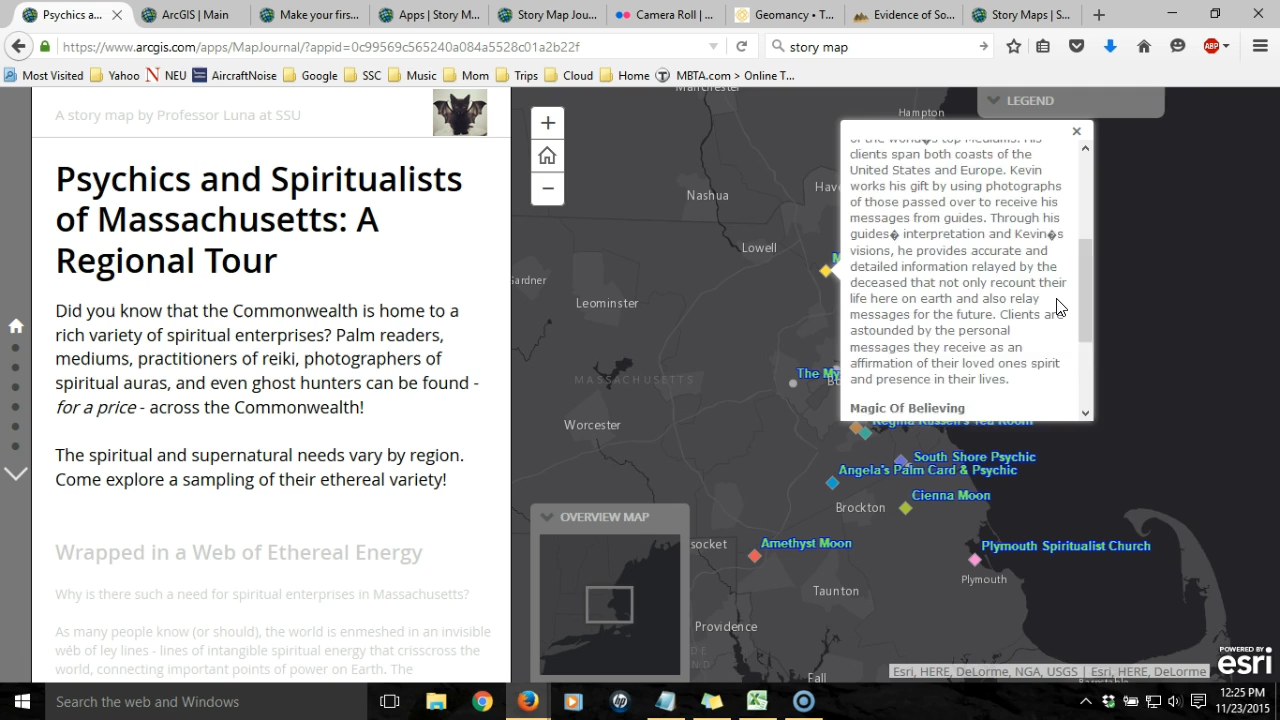 Psychics a...
ArcGIS | Main
Make your firs...
Apps | Story M...
Story Map Jou...
Camera Roll | ...
Geomancy • T...
Evidence of So...
Story Maps | S...
https://www.arcgis.com/apps/MapJournal/?appid=0c99569c565240a084a5528c01a2b22f
story map
ABP
Most Visited
Yahoo
NEU
AircraftNoise
Google
SSC
Music
Mom
Trips
Cloud
Home
MBTA.com > Online T...
A story map by Professor Luna at SSU
Psychics and Spiritualists
of Massachusetts: A
Regional Tour
Did you know that the Commonwealth is home to a
rich variety of spiritual enterprises? Palm readers,
mediums, practitioners of reiki, photographers of
spiritual auras, and even ghost hunters can be found -
for a price - across the Commonwealth!
The spiritual and supernatural needs vary by region.
Come explore a sampling of their ethereal variety!
Wrapped in a Web of Ethereal Energy
Why is there such a need for spiritual enterprises in Massachusetts?
As many people know (or should), the world is enmeshed in an invisible
web of ley lines - lines of intangible spiritual energy that crisscross the
world, connecting important points of power on Earth. The
Manchester
Hampton
LEGEND
Nashua
Lowell
Gardner
Leominster
MASSACHUSETTS
Worcester
of the world�s top Mediums. His
clients span both coasts of the
United States and Europe. Kevin
works his gift by using photographs
of those passed over to receive his
messages from guides. Through his
guides� interpretation and Kevin�s
visions, he provides accurate and
detailed information relayed by the
deceased that not only recount their
life here on earth and also relay
messages for the future. Clients are
astounded by the personal
messages they receive as an
affirmation of their loved ones spirit
and presence in their lives.
Magic Of Believing
Regina Russell's Tea Room
South Shore Psychic
Angela's Palm Card & Psychic
Cienna Moon
Brockton
OVERVIEW MAP
Amethyst Moon
Plymouth Spiritualist Church
Plymouth
Taunton
Providence
Fall
Esri, HERE, DeLorme, NGA, USGS | Esri, HERE, DeLorme
POWERED BY
esri
Search the web and Windows
12:25 PM
11/23/2015